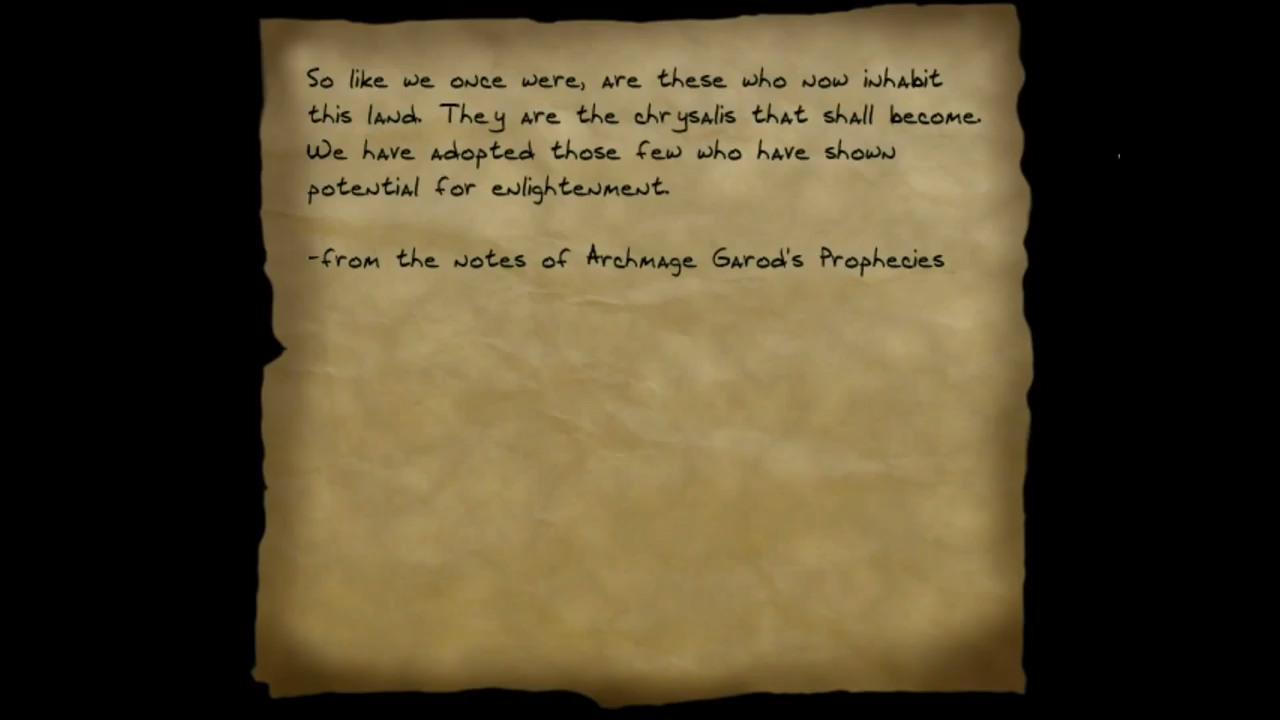 So like we once were, are these who now inhabit
this land. They are the chrysalis that shall become.
We have adopted those few who have shown
potential for enlightenment.
-from the notes of Archmage Garod's Prophecies